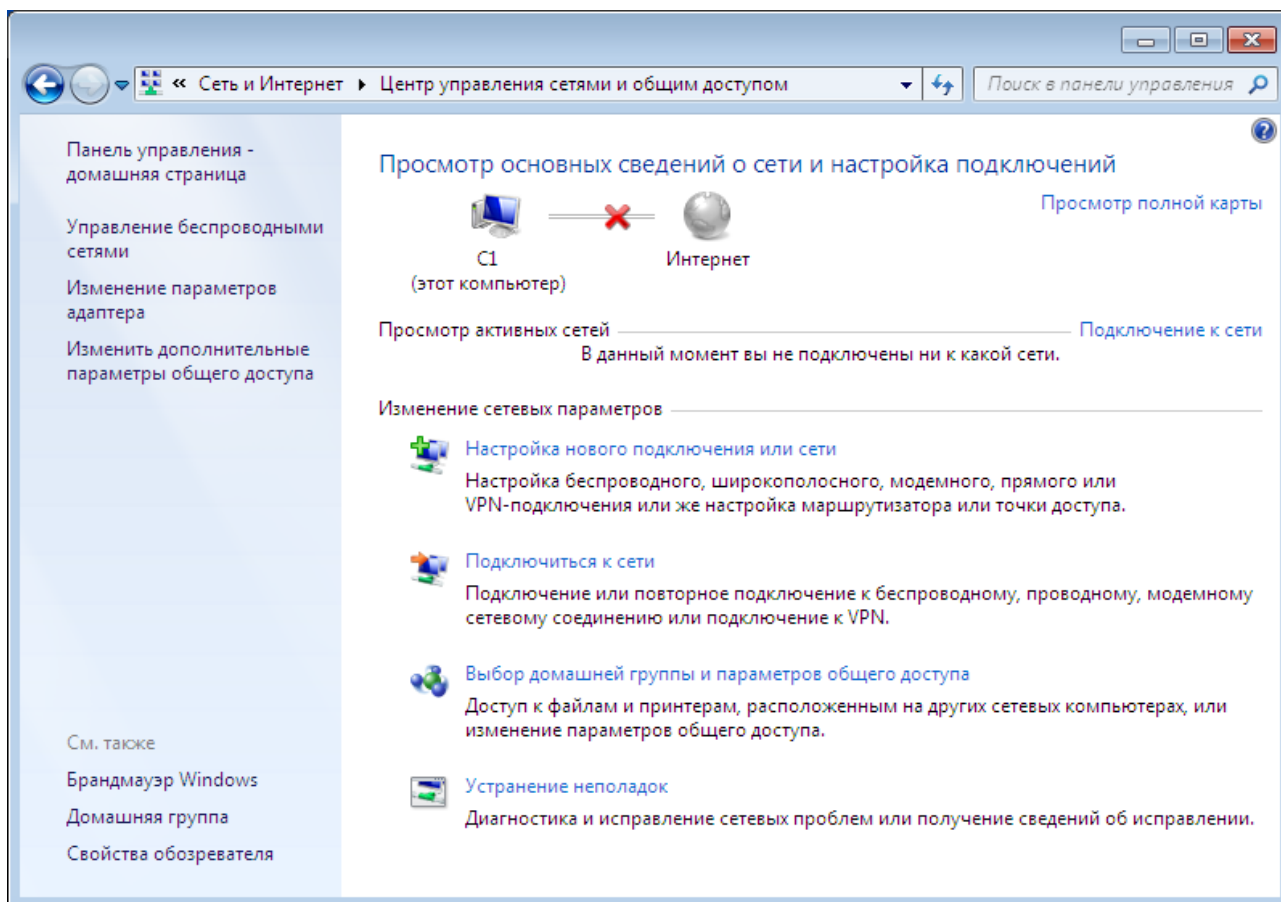 « Сеть и Интернет ▸ Центр управления сетями и общим доступом
Поиск в панели управления
Панель управления -
домашняя страница
Управление беспроводными
сетями
Изменение параметров
адаптера
Изменить дополнительные
параметры общего доступа
См. также
Брандмауэр Windows
Домашняя группа
Свойства обозревателя
Просмотр основных сведений о сети и настройка подключений
Просмотр полной карты
C1
(этот компьютер)
Интернет
Просмотр активных сетей
Подключение к сети
В данный момент вы не подключены ни к какой сети.
Изменение сетевых параметров
Настройка нового подключения или сети
Настройка беспроводного, широкополосного, модемного, прямого или
VPN-подключения или же настройка маршрутизатора или точки доступа.
Подключиться к сети
Подключение или повторное подключение к беспроводному, проводному, модемному
сетевому соединению или подключение к VPN.
Выбор домашней группы и параметров общего доступа
Доступ к файлам и принтерам, расположенным на других сетевых компьютерах, или
изменение параметров общего доступа.
Устранение неполадок
Диагностика и исправление сетевых проблем или получение сведений об исправлении.